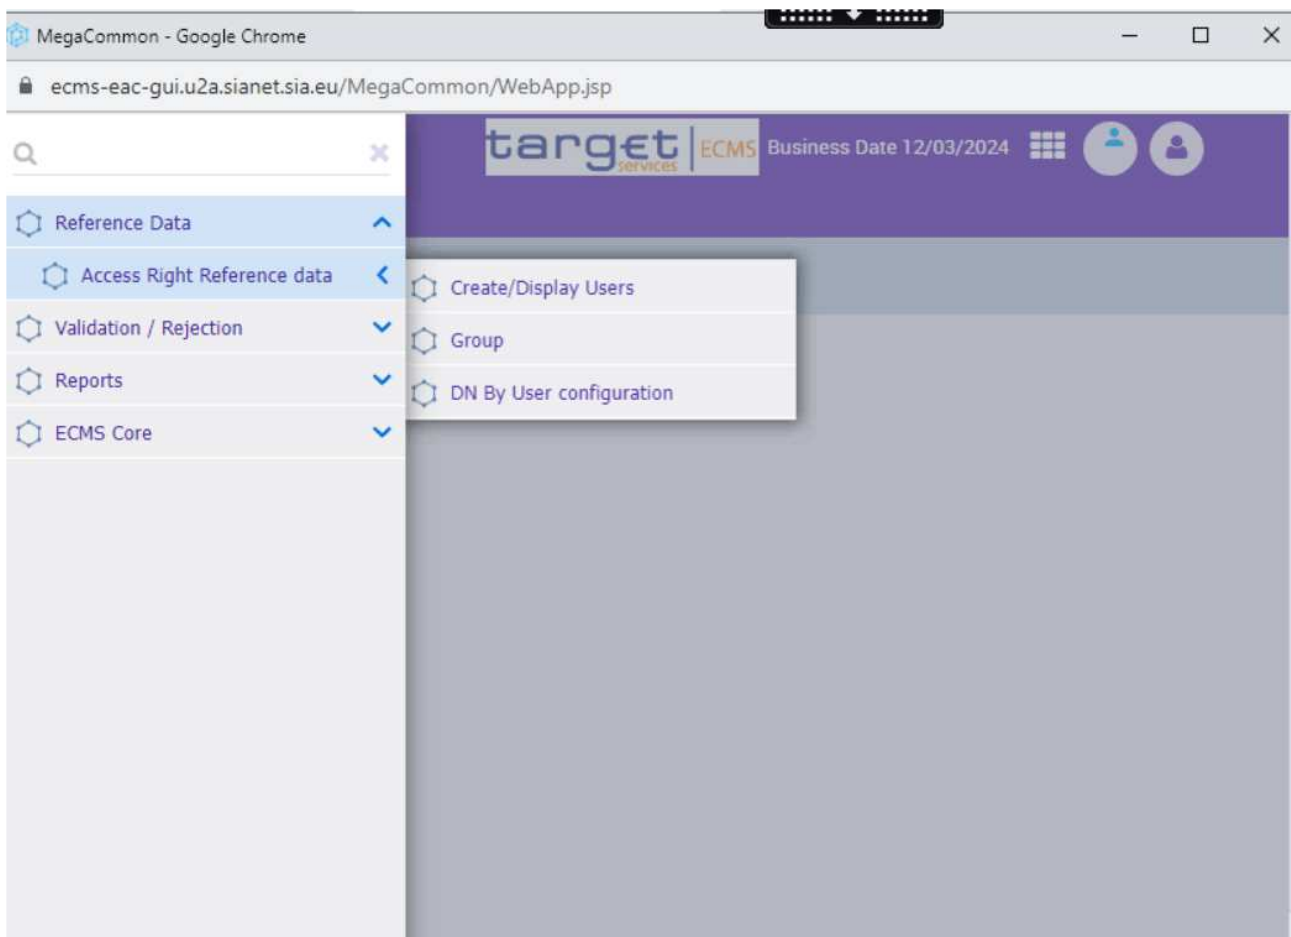 MegaCommon - Google Chrome
ecms-eac-gui.u2a.sianet.sia.eu/MegaCommon/WebApp.jsp
target services ECMS Business Date 12/03/2024
Reference Data
Access Right Reference data
Create/Display Users
Validation / Rejection
Group
Reports
DN By User configuration
ECMS Core